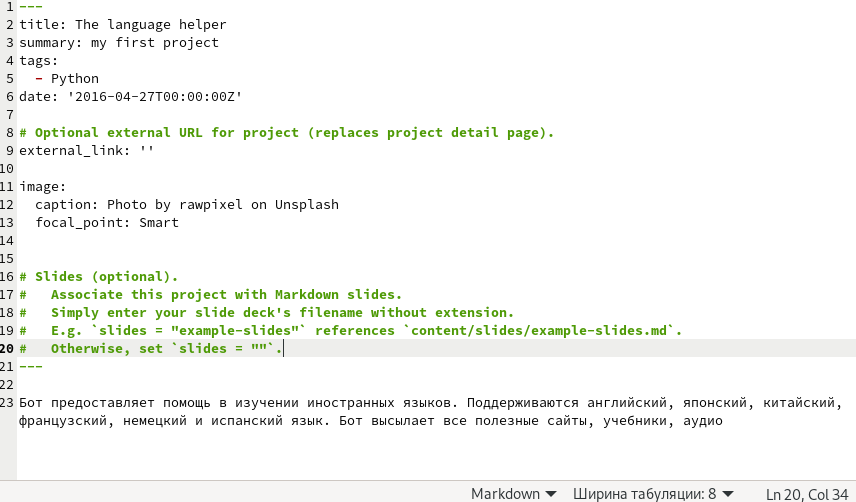 1 ---
2 title: The language helper
3 summary: my first project
4 tags:
5   - Python
6 date: '2016-04-27T00:00:00Z'
7
8 # Optional external URL for project (replaces project detail page).
9 external_link: ''
10
11 image:
12   caption: Photo by rawpixel on Unsplash
13   focal_point: Smart
14
15
16 # Slides (optional).
17 #   Associate this project with Markdown slides.
18 #   Simply enter your slide deck's filename without extension.
19 #   E.g. `slides = "example-slides"` references `content/slides/example-slides.md`.
20 #   Otherwise, set `slides = ""`.
21 ---
22
23 Бот предоставляет помощь в изучении иностранных языков. Поддерживаются английский, японский, китайский,
французский, немецкий и испанский язык. Бот высылает все полезные сайты, учебники, аудио
Markdown Ширина табуляции: 8 Ln 20, Col 34